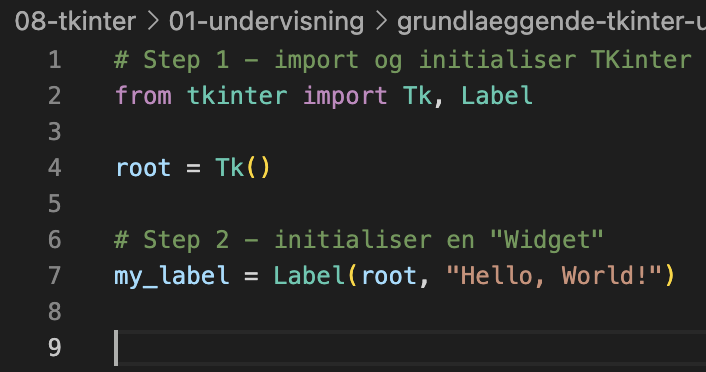 08-tkinter > 01-undervisning > grundlaeggende-tkinter-u
1 # Step 1 – import og initialiser TKinter
2 from tkinter import Tk, Label
3
4 root = Tk()
5
6 # Step 2 – initialiser en "Widget"
7 my_label = Label(root, "Hello, World!")
8
9